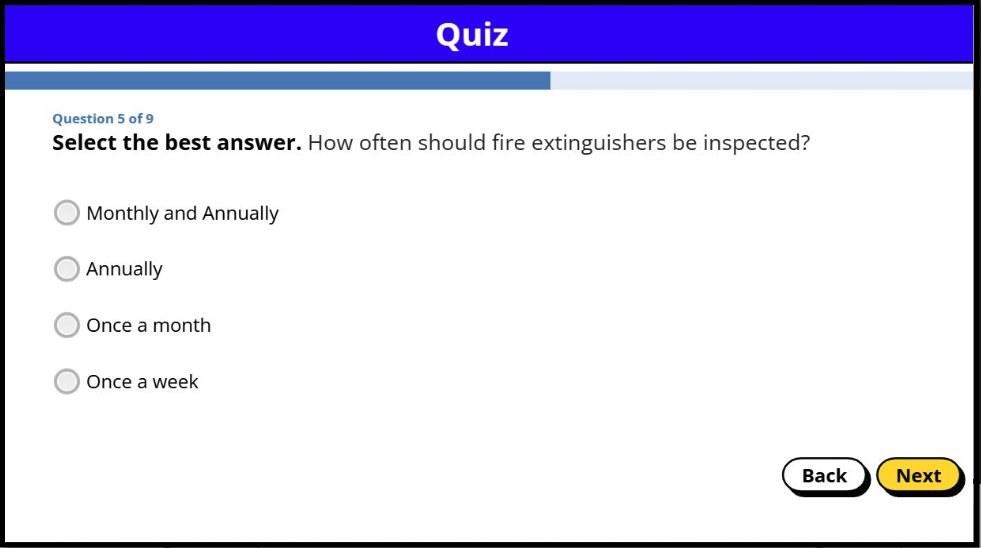 Quiz
Question 5 of 9
Select the best answer. How often should fire extinguishers be inspected?
Monthly and Annually
Annually
Once a month
Once a week
Back Next